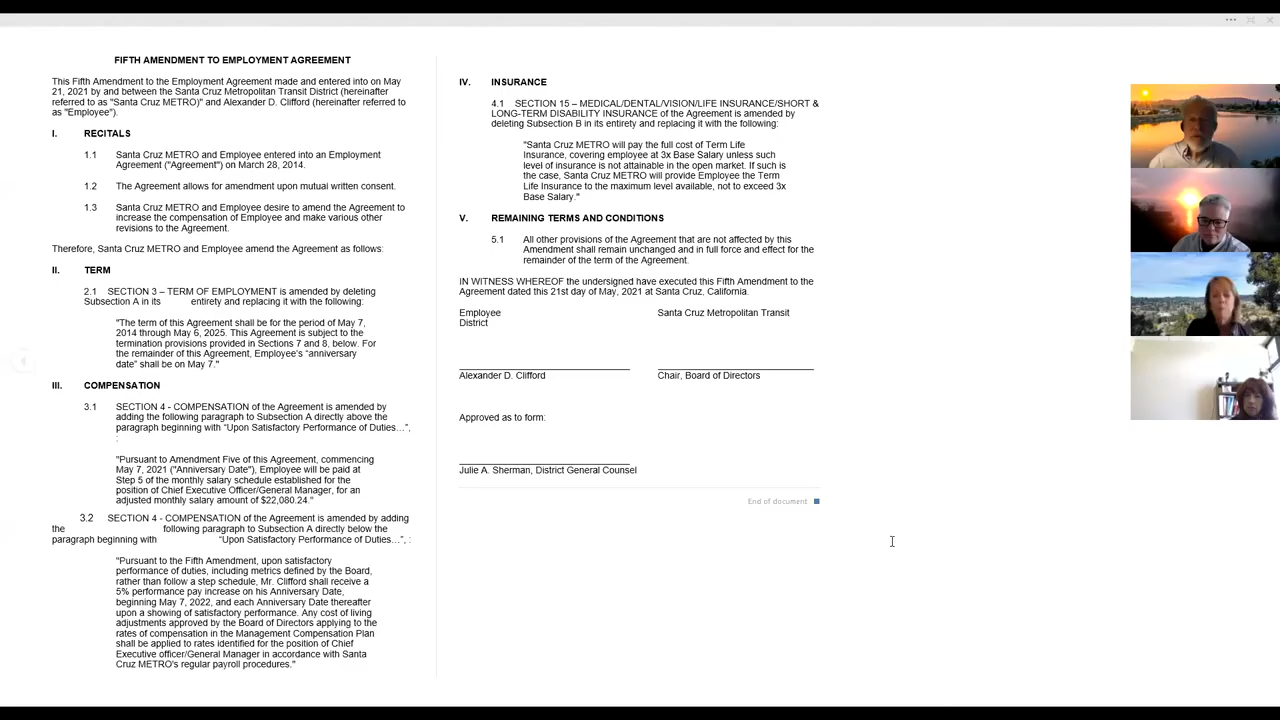 FIFTH AMENDMENT TO EMPLOYMENT AGREEMENT
This Fifth Amendment to the Employment Agreement made and entered into on May
21, 2021 by and between the Santa Cruz Metropolitan Transit District (hereinafter
referred to as "Santa Cruz METRO)" and Alexander D. Clifford (hereinafter referred to
as "Employee").
I. RECITALS
1.1 Santa Cruz METRO and Employee entered into an Employment
Agreement ("Agreement") on March 28, 2014.
1.2 The Agreement allows for amendment upon mutual written consent.
1.3 Santa Cruz METRO and Employee desire to amend the Agreement to
increase the compensation of Employee and make various other
revisions to the Agreement.
Therefore, Santa Cruz METRO and Employee amend the Agreement as follows:
II. TERM
2.1 SECTION 3 – TERM OF EMPLOYMENT is amended by deleting
Subsection A in its entirety and replacing it with the following:
"The term of this Agreement shall be for the period of May 7,
2014 through May 6, 2025. This Agreement is subject to the
termination provisions provided in Sections 7 and 8, below. For
the remainder of this Agreement, Employee's "anniversary
date" shall be on May 7."
III. COMPENSATION
3.1 SECTION 4 - COMPENSATION of the Agreement is amended by
adding the following paragraph to Subsection A directly above the
paragraph beginning with "Upon Satisfactory Performance of Duties…",
:
"Pursuant to Amendment Five of this Agreement, commencing
May 7, 2021 ("Anniversary Date"), Employee will be paid at
Step 5 of the monthly salary schedule established for the
position of Chief Executive Officer/General Manager, for an
adjusted monthly salary amount of $22,080.24."
3.2 SECTION 4 - COMPENSATION of the Agreement is amended by adding
the following paragraph to Subsection A directly below the
paragraph beginning with "Upon Satisfactory Performance of Duties…", :
"Pursuant to the Fifth Amendment, upon satisfactory
performance of duties, including metrics defined by the Board,
rather than follow a step schedule, Mr. Clifford shall receive a
5% performance pay increase on his Anniversary Date,
beginning May 7, 2022, and each Anniversary Date thereafter
upon a showing of satisfactory performance. Any cost of living
adjustments approved by the Board of Directors applying to the
rates of compensation in the Management Compensation Plan
shall be applied to rates identified for the position of Chief
Executive officer/General Manager in accordance with Santa
Cruz METRO's regular payroll procedures."
IV. INSURANCE
4.1 SECTION 15 – MEDICAL/DENTAL/VISION/LIFE INSURANCE/SHORT &
LONG-TERM DISABILITY INSURANCE of the Agreement is amended by
deleting Subsection B in its entirety and replacing it with the following:
"Santa Cruz METRO will pay the full cost of Term Life
Insurance, covering employee at 3x Base Salary unless such
level of insurance is not attainable in the open market. If such is
the case, Santa Cruz METRO will provide Employee the Term
Life Insurance to the maximum level available, not to exceed 3x
Base Salary."
V. REMAINING TERMS AND CONDITIONS
5.1 All other provisions of the Agreement that are not affected by this
Amendment shall remain unchanged and in full force and effect for the
remainder of the term of the Agreement.
IN WITNESS WHEREOF the undersigned have executed this Fifth Amendment to the
Agreement dated this 21st day of May, 2021 at Santa Cruz, California.
Employee Santa Cruz Metropolitan Transit
District
Alexander D. Clifford Chair, Board of Directors
Approved as to form:
Julie A. Sherman, District General Counsel
End of document